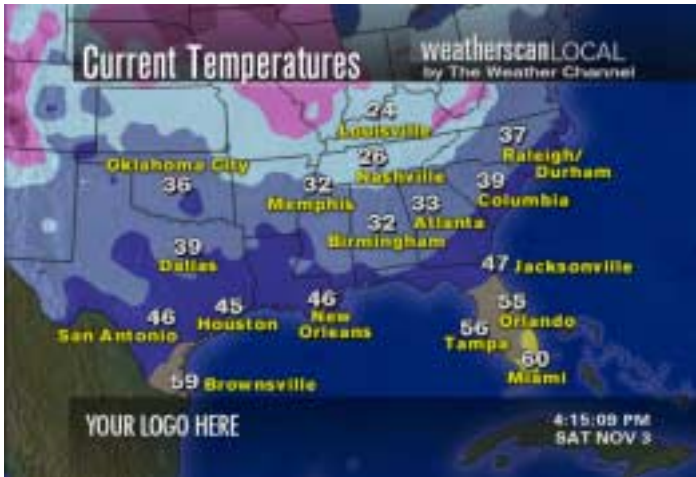 Current Temperatures
weatherscanLOCAL
by The Weather Channel
24
Louisville
37
Raleigh/
Durham
Oklahoma City
36
26
Nashville
32
Memphis
39
Columbia
33
Atlanta
32
Birmingham
39
Dallas
47 Jacksonville
46
San Antonio
45
Houston
46
New
Orleans
55
Orlando
56
Tampa
60
Miami
59 Brownsville
YOUR LOGO HERE
4:15:09 PM
SAT NOV 3